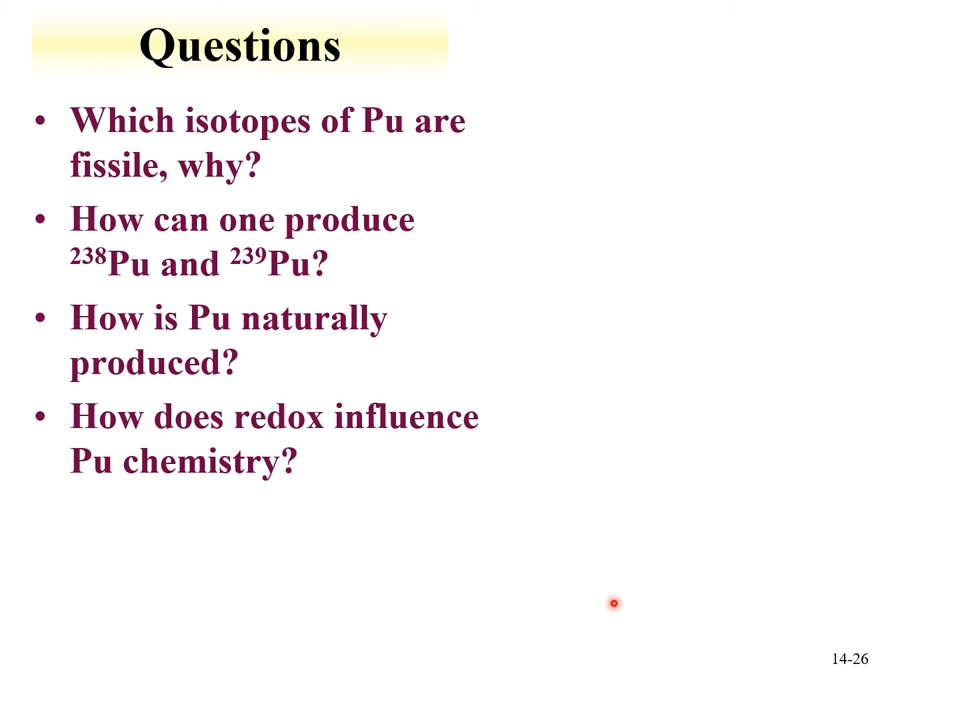 Questions
• Which isotopes of Pu are
fissile, why?
• How can one produce
²³⁸Pu and ²³⁹Pu?
• How is Pu naturally
produced?
• How does redox influence
Pu chemistry?
14-26